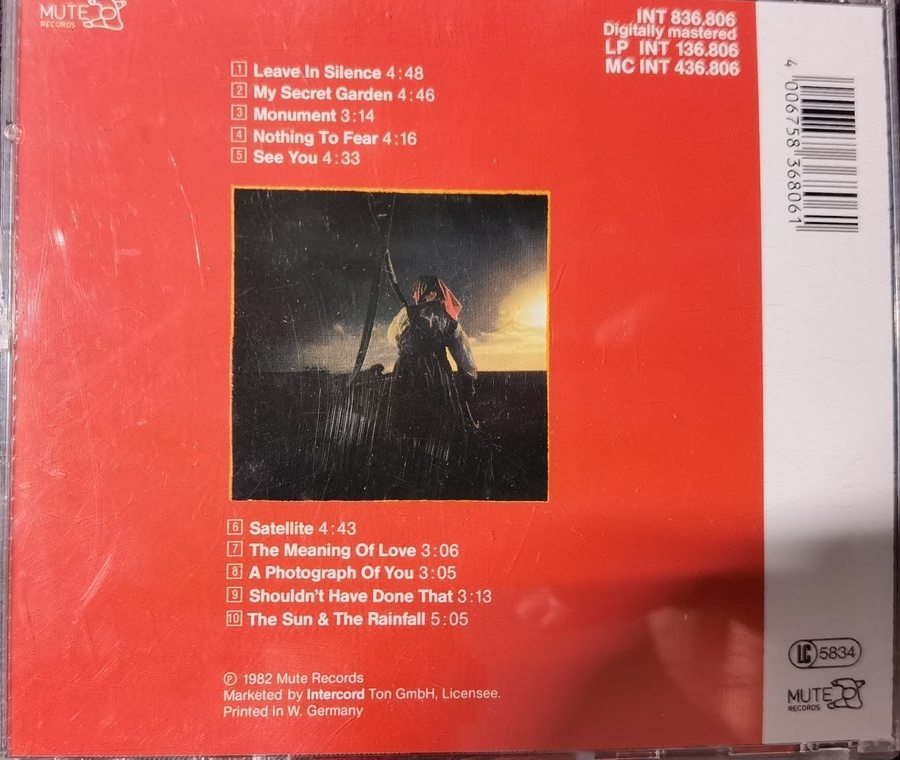 MUTE
RECORDS
INT 836.806
Digitally mastered
LP INT 136.806
MC INT 436.806
1 Leave In Silence 4:48
2 My Secret Garden 4:46
3 Monument 3:14
4 Nothing To Fear 4:16
5 See You 4:33
4 006758 368061
6 Satellite 4:43
7 The Meaning Of Love 3:06
8 A Photograph Of You 3:05
9 Shouldn't Have Done That 3:13
10 The Sun & The Rainfall 5:05
℗ 1982 Mute Records
Marketed by Intercord Ton GmbH, Licensee.
Printed in W. Germany
LC 5834
MUTE
RECORDS